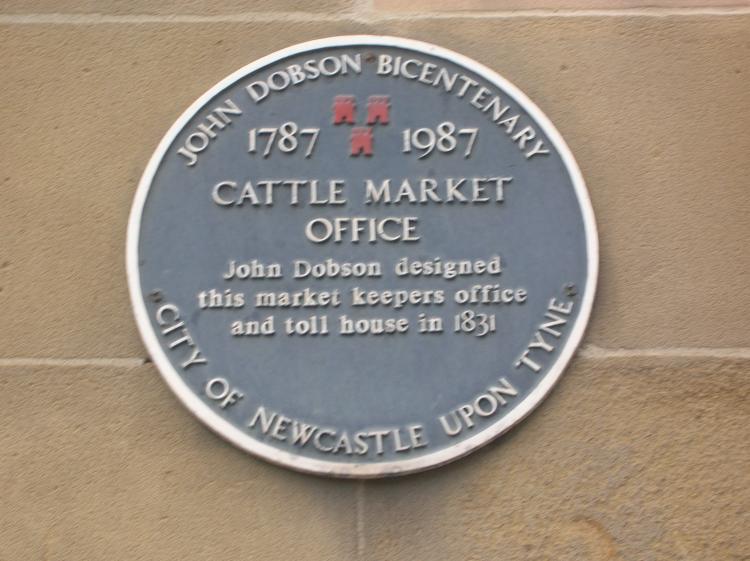 JOHN DOBSON BICENTENARY
1787 1987
CATTLE MARKET
OFFICE
John Dobson designed
this market keepers office
and toll house in 1831
CITY OF NEWCASTLE UPON TYNE